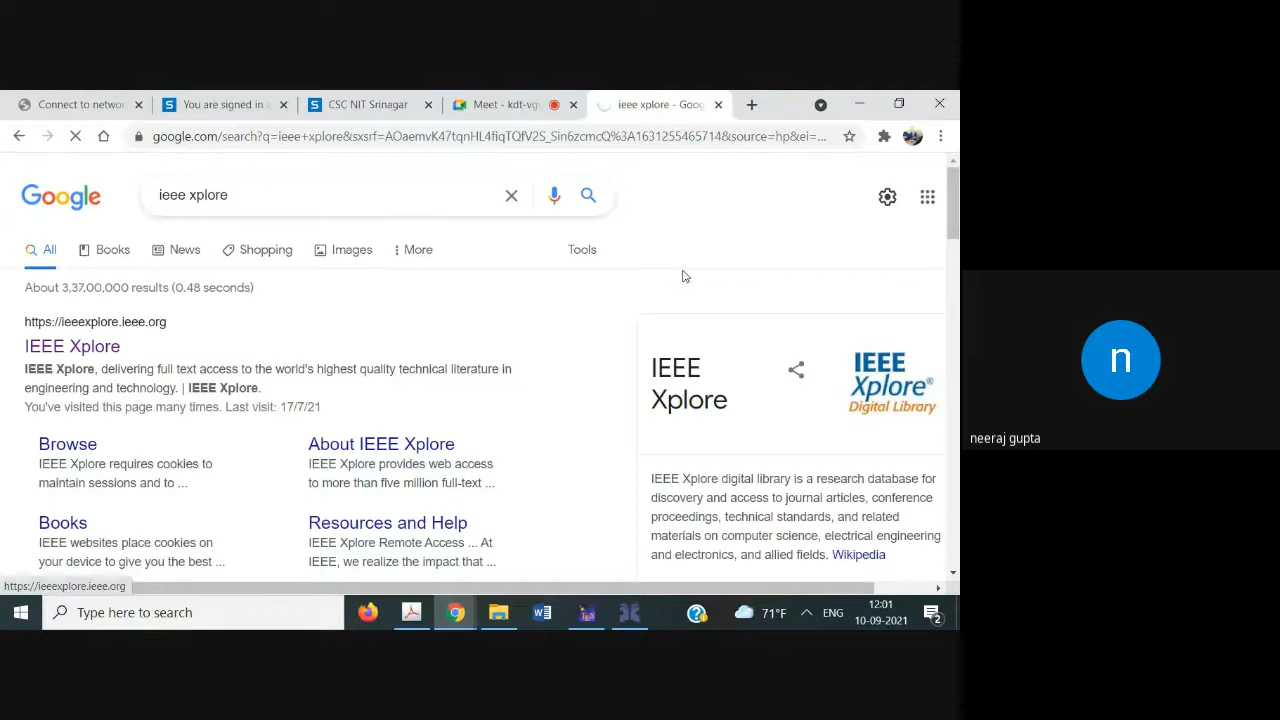 Connect to netwo
You are signed in
CSC NIT Srinagar
Meet - kdt-vgv
ieee xplore - Goog
google.com/search?q=ieee+xplore&sxsrf=AOaemvK47tqnHL4fiqTQfV2S_Sin6zcmcQ%3A1631255465714&source=hp&ei=...
Google
ieee xplore
All
Books
News
Shopping
Images
More
Tools
About 3,37,00,000 results (0.48 seconds)
https://ieeexplore.ieee.org
IEEE Xplore
IEEE Xplore, delivering full text access to the world's highest quality technical literature in
engineering and technology. | IEEE Xplore.
You've visited this page many times. Last visit: 17/7/21
Browse
IEEE Xplore requires cookies to
maintain sessions and to ...
About IEEE Xplore
IEEE Xplore provides web access
to more than five million full-text ...
Books
IEEE websites place cookies on
your device to give you the best ...
Resources and Help
IEEE Xplore Remote Access ... At
IEEE, we realize the impact that ...
IEEE
Xplore
IEEE
Xplore®
Digital Library
IEEE Xplore digital library is a research database for
discovery and access to journal articles, conference
proceedings, technical standards, and related
materials on computer science, electrical engineering
and electronics, and allied fields. Wikipedia
https://ieeexplore.ieee.org
Type here to search
71°F
ENG
12:01
10-09-2021
2
n
neeraj gupta